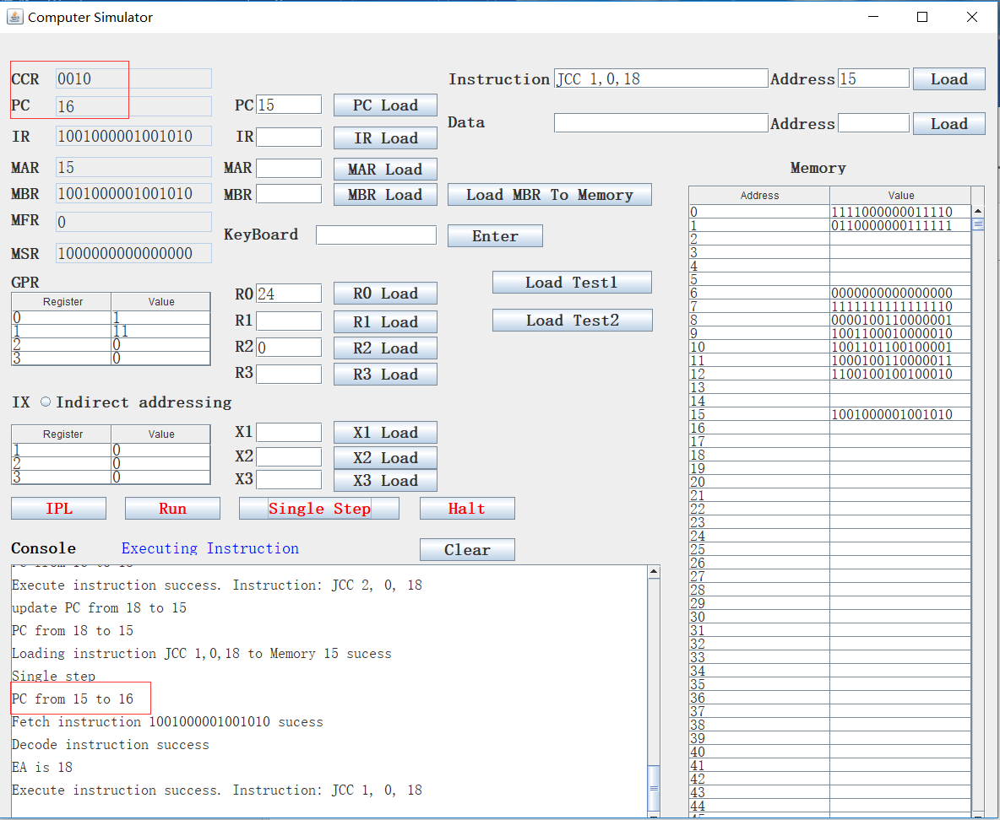 Computer Simulator
CCR 0010
Instruction JCC 1,0,18 Address 15 Load
PC 16 PC 15 PC Load
Data Address Load
IR 1001000001001010 IR IR Load
MAR 15 MAR MAR Load
Memory
MBR 1001000001001010 MBR MBR Load Load MBR To Memory
MFR 0
KeyBoard Enter
MSR 1000000000000000
GPR
Register Value
0 1
1 11
2 0
3 0
R0 24 R0 Load
R1 R1 Load
R2 0 R2 Load
R3 R3 Load
Load Test1
Load Test2
IX Indirect addressing
Register Value
1 0
2 0
3 0
X1 X1 Load
X2 X2 Load
X3 X3 Load
IPL Run Single Step Halt
Console Executing Instruction Clear
Execute instruction success. Instruction: JCC 2, 0, 18
update PC from 18 to 15
PC from 18 to 15
Loading instruction JCC 1,0,18 to Memory 15 sucess
Single step
PC from 15 to 16
Fetch instruction 1001000001001010 sucess
Decode instruction success
EA is 18
Execute instruction success. Instruction: JCC 1, 0, 18
Address Value
0 1111000000011110
1 0110000000111111
2
3
4
5
6 0000000000000000
7 1111111111111110
8 0000100110000001
9 1001100010000010
10 1001101100100001
11 1000100110000011
12 1100100100100010
13
14
15 1001000001001010
16
17
18
19
20
21
22
23
24
25
26
27
28
29
30
31
32
33
34
35
36
37
38
39
40
41
42
43
44